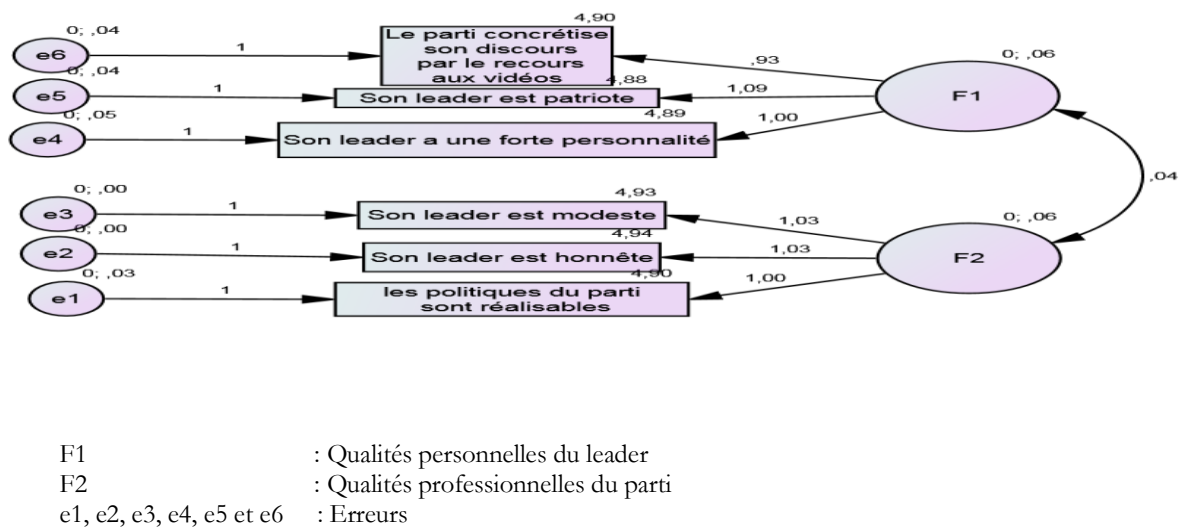 4,90
0; ,04
e6
1
Le parti concrétise
son discours
par le recours
aux vidéos
,93
0; ,06
F1
0; ,04
e5
1
4,88
Son leader est patriote
1,09
0; ,05
e4
1
4,89
Son leader a une forte personnalité
1,00
,04
0; ,00
e3
1
4,93
Son leader est modeste
1,03
0; ,06
F2
0; ,00
e2
1
4,94
Son leader est honnête
1,03
0; ,03
e1
1
4,90
les politiques du parti
sont réalisables
1,00
F1 : Qualités personnelles du leader
F2 : Qualités professionnelles du parti
e1, e2, e3, e4, e5 et e6 : Erreurs